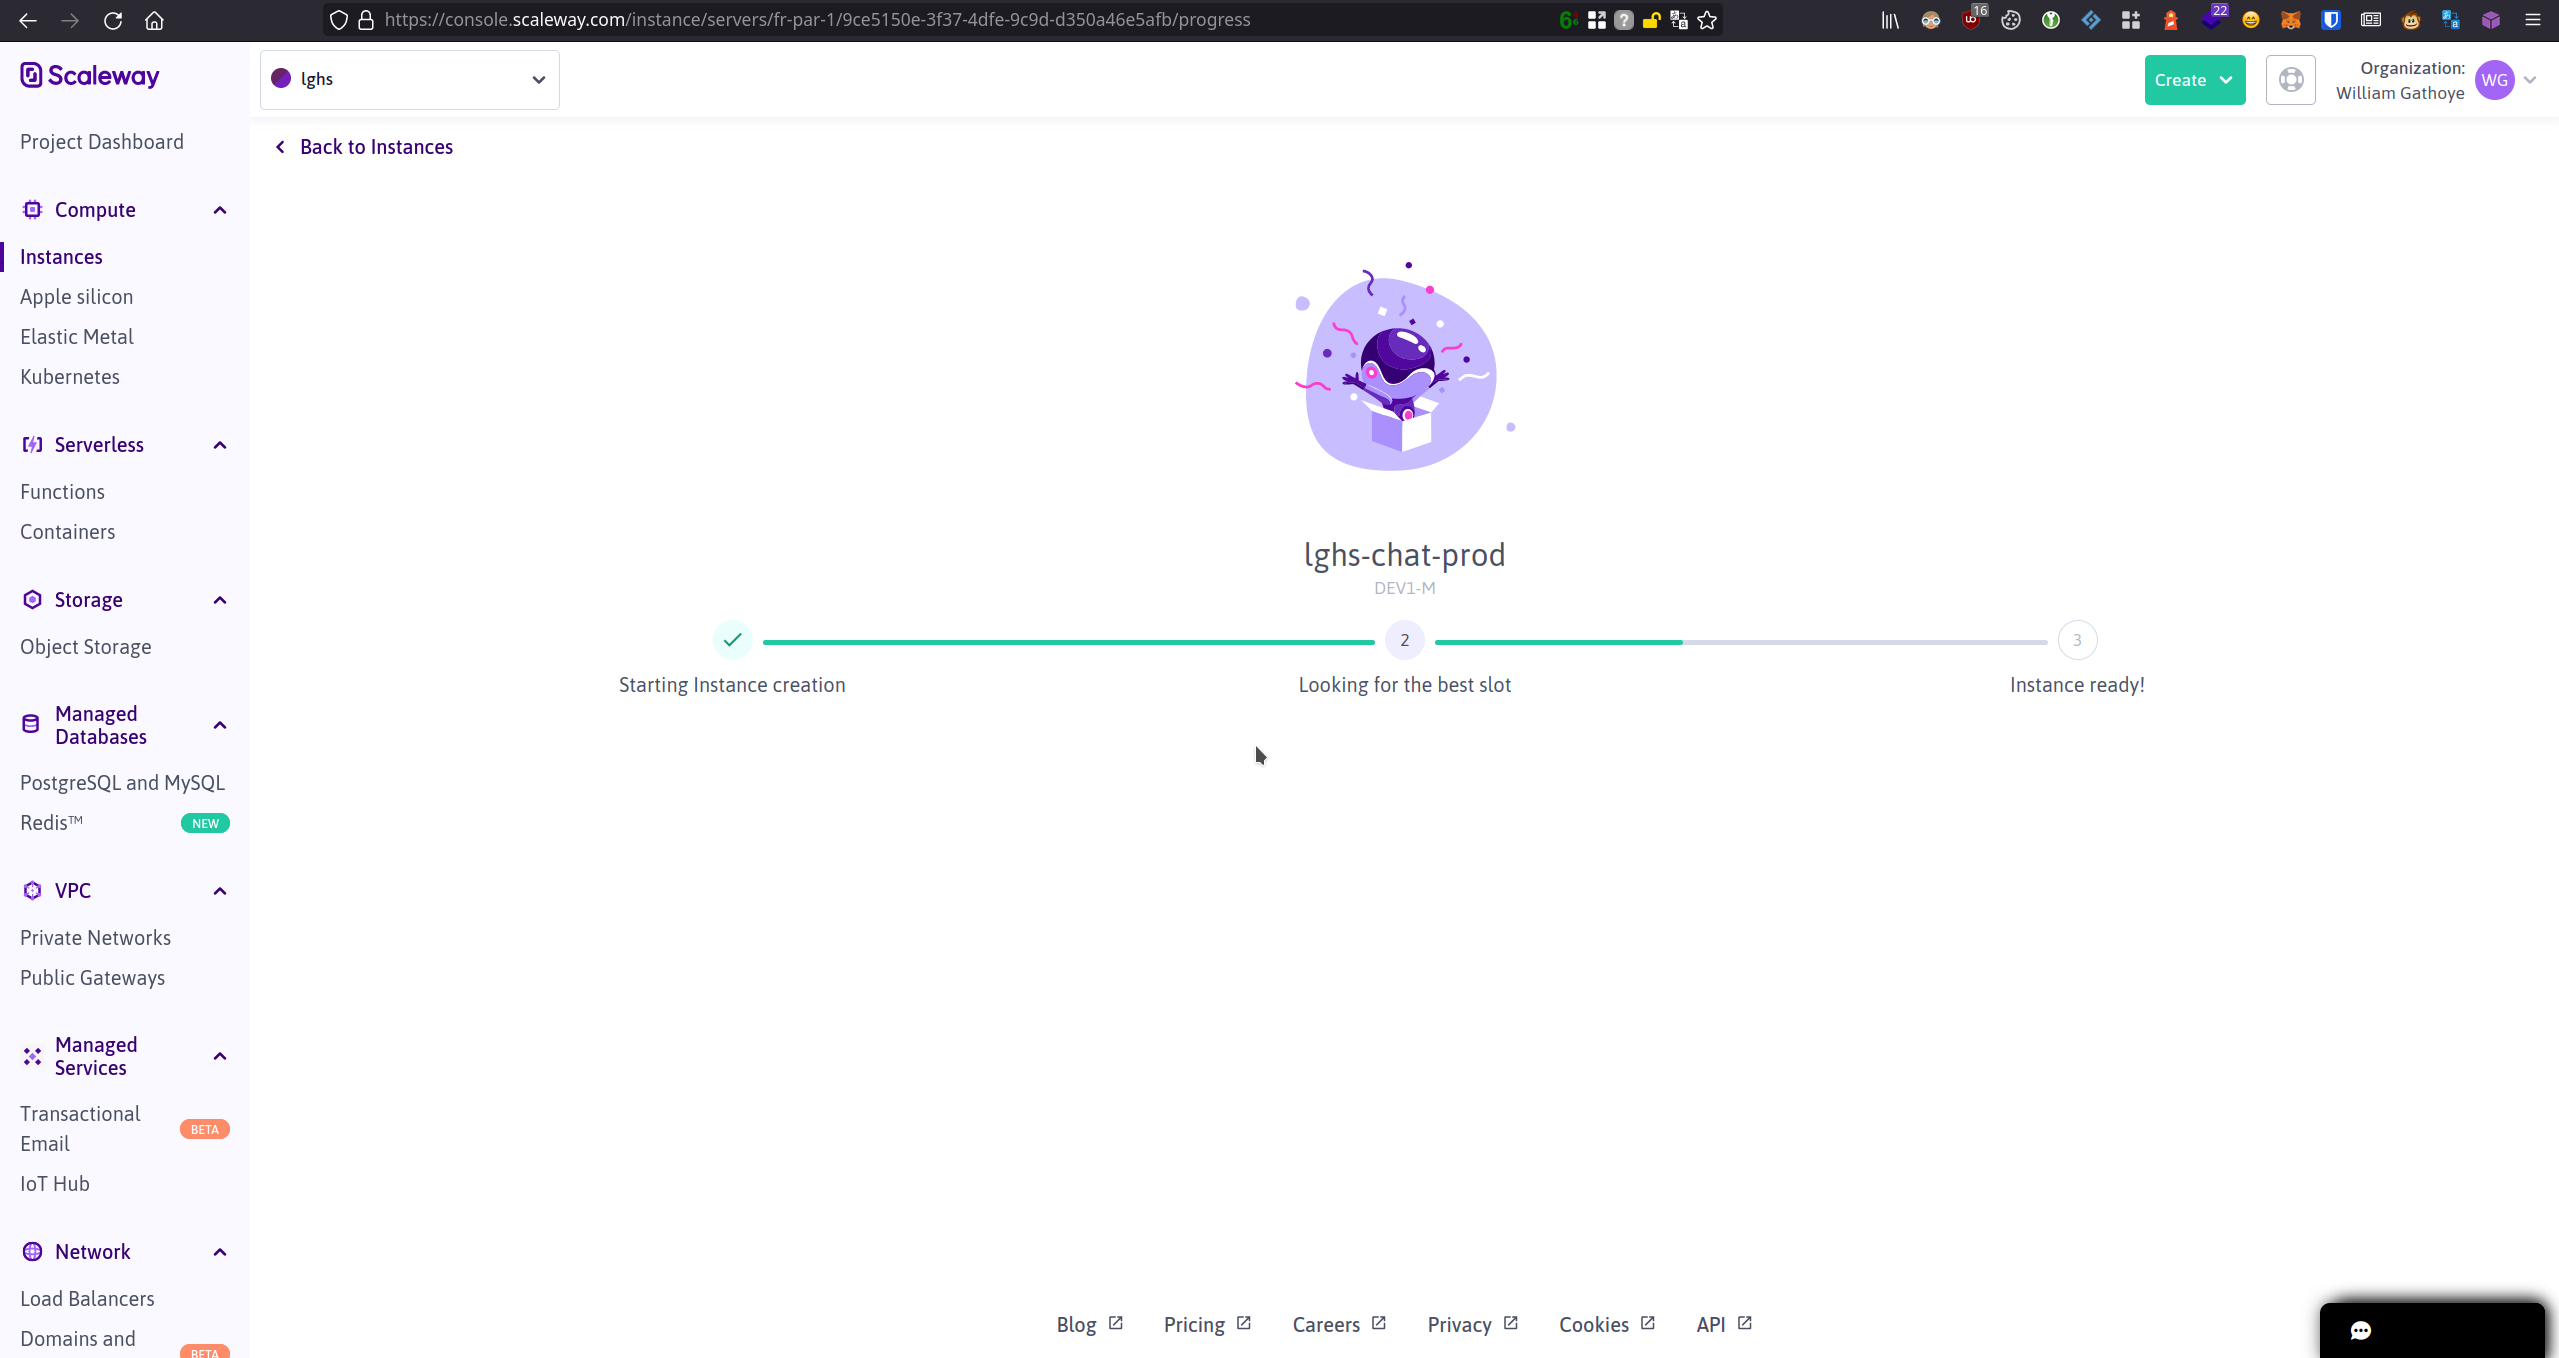 https://console.scaleway.com/instance/servers/fr-par-1/9ce5150e-3f37-4dfe-9c9d-d350a46e5afb/progress
16
22
Scaleway
lghs
Create
Organization:
William Gathoye
WG
Project Dashboard
Back to Instances
Compute
Instances
Apple silicon
Elastic Metal
Kubernetes
Serverless
Functions
Containers
Storage
Object Storage
Managed
Databases
PostgreSQL and MySQL
Redis™ NEW
VPC
Private Networks
Public Gateways
Managed
Services
Transactional
Email
BETA
IoT Hub
Network
Load Balancers
Domains and
BETA
lghs-chat-prod
DEV1-M
2
3
Starting Instance creation
Looking for the best slot
Instance ready!
Blog
Pricing
Careers
Privacy
Cookies
API